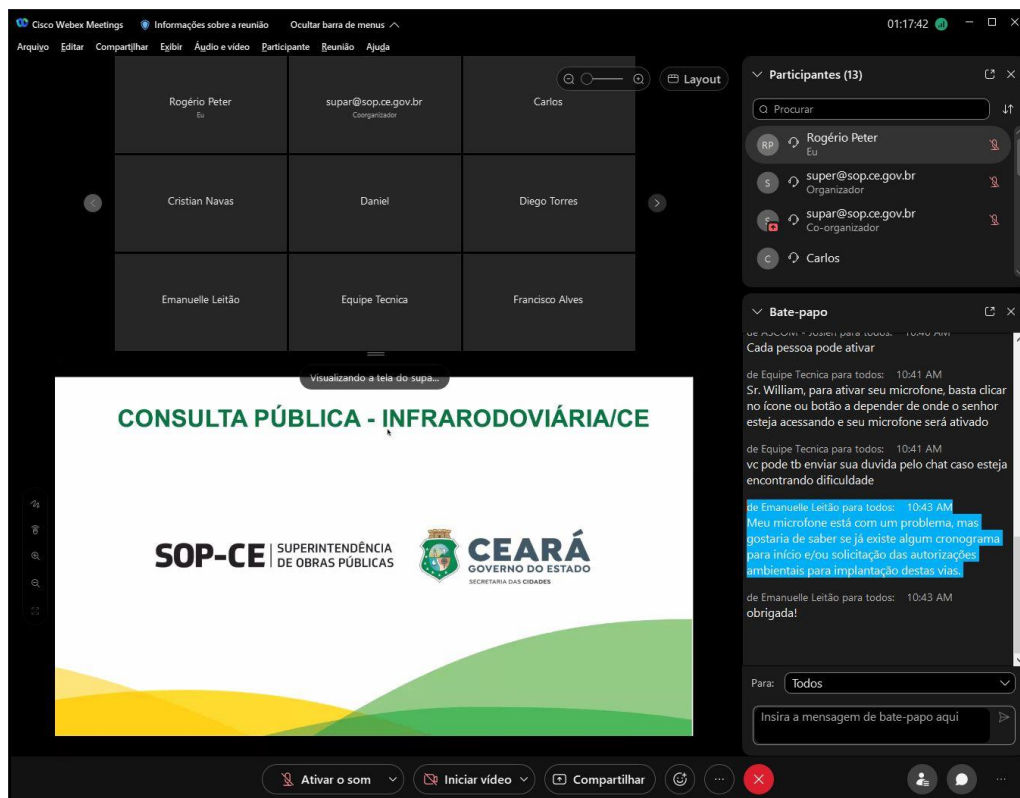 Cisco Webex Meetings
Informações sobre a reunião
Ocultar barra de menus
01:17:42
Arquivo Editar Compartilhar Exibir Áudio e vídeo Participante Reunião Ajuda
Layout
Rogério Peter
Eu
supar@sop.ce.gov.br
Coorganizador
Carlos
Cristian Navas
Daniel
Diego Torres
Emanuelle Leitão
Equipe Tecnica
Francisco Alves
Visualizando a tela do supa...
CONSULTA PÚBLICA - INFRARODOVIÁRIA/CE
SOP-CE
SUPERINTENDÊNCIA
DE OBRAS PÚBLICAS
CEARÁ
GOVERNO DO ESTADO
SECRETARIA DAS CIDADES
Participantes (13)
Procurar
RP
Rogério Peter
Eu
S
super@sop.ce.gov.br
Organizador
S
supar@sop.ce.gov.br
Co-organizador
C
Carlos
Bate-papo
de ASCOM - Josien para todos: 10:40 AM
Cada pessoa pode ativar
de Equipe Tecnica para todos: 10:41 AM
Sr. William, para ativar seu microfone, basta clicar
no ícone ou botão a depender de onde o senhor
esteja acessando e seu microfone será ativado
de Equipe Tecnica para todos: 10:41 AM
vc pode tb enviar sua duvida pelo chat caso esteja
encontrando dificuldade
de Emanuelle Leitão para todos: 10:43 AM
Meu microfone está com um problema, mas
gostaria de saber se já existe algum cronograma
para início e/ou solicitação das autorizações
ambientais para implantação destas vias.
de Emanuelle Leitão para todos: 10:43 AM
obrigada!
Para: Todos
Insira a mensagem de bate-papo aqui
Ativar o som
Iniciar vídeo
Compartilhar